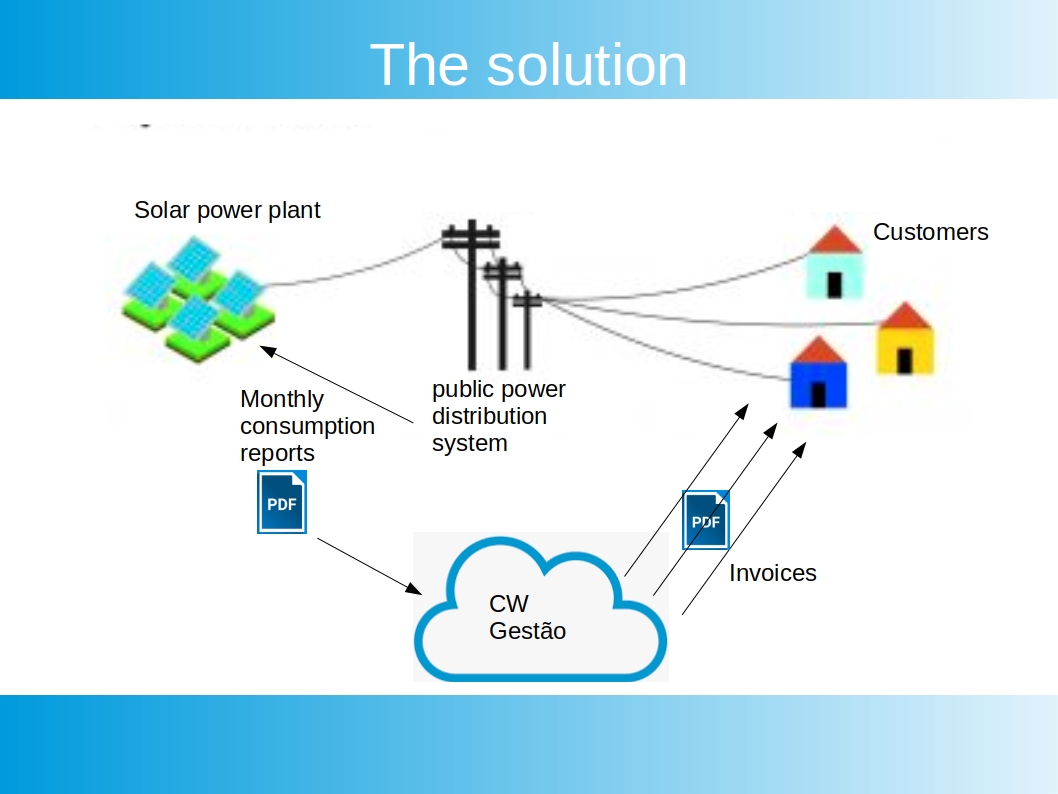 The solution
Solar power plant
Customers
public power
distribution
system
Monthly
consumption
reports
PDF
PDF
Invoices
CW
Gestão